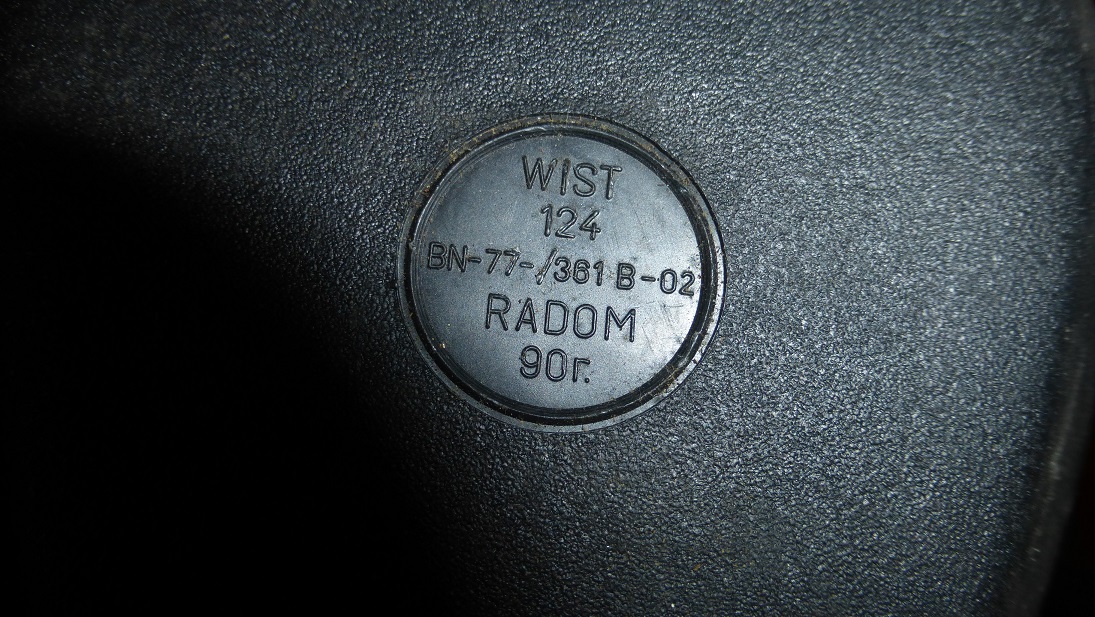 WIST
124
BN-77-/361 B-02
RADOM
90r.